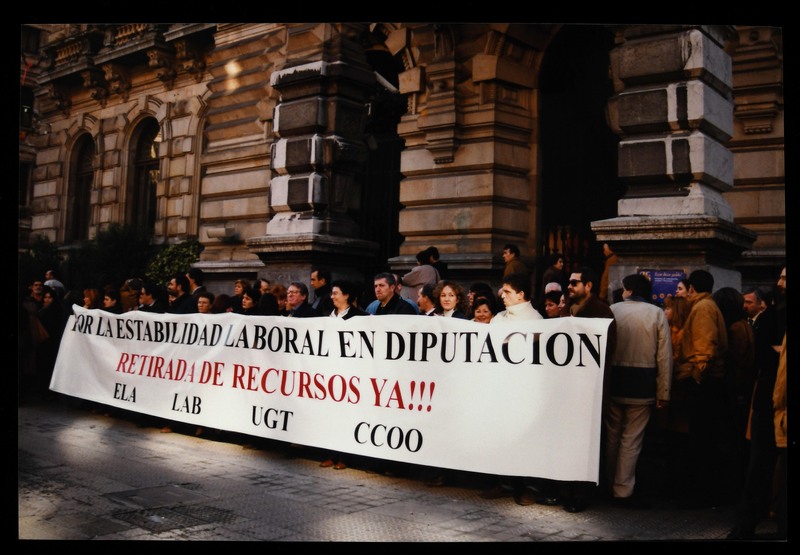 POR LA ESTABILIDAD LABORAL EN DIPUTACION
RETIRADA DE RECURSOS YA!!!
ELA LAB UGT CCOO